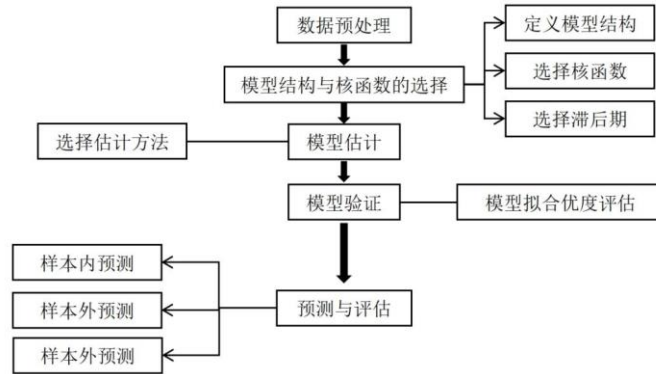 数据预处理
定义模型结构
模型结构与核函数的选择
选择核函数
选择滞后期
选择估计方法
模型估计
模型验证
模型拟合优度评估
样本内预测
样本外预测
预测与评估
样本外预测